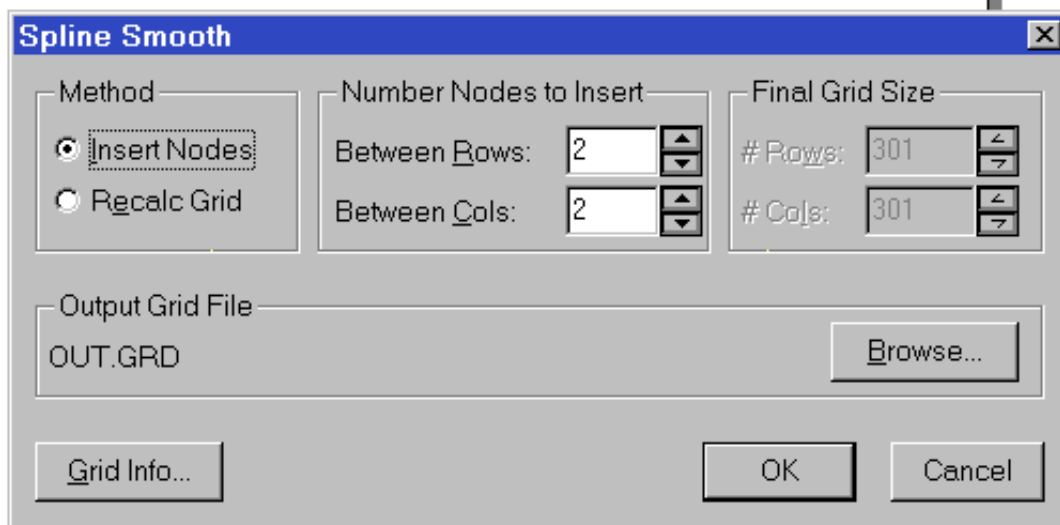 Spline Smooth
Method
Insert Nodes
Recalc Grid
Number Nodes to Insert
Between Rows: 2
Between Cols: 2
Final Grid Size
# Rows: 301
# Cols: 301
Output Grid File
OUT.GRD
Browse...
Grid Info...
OK
Cancel